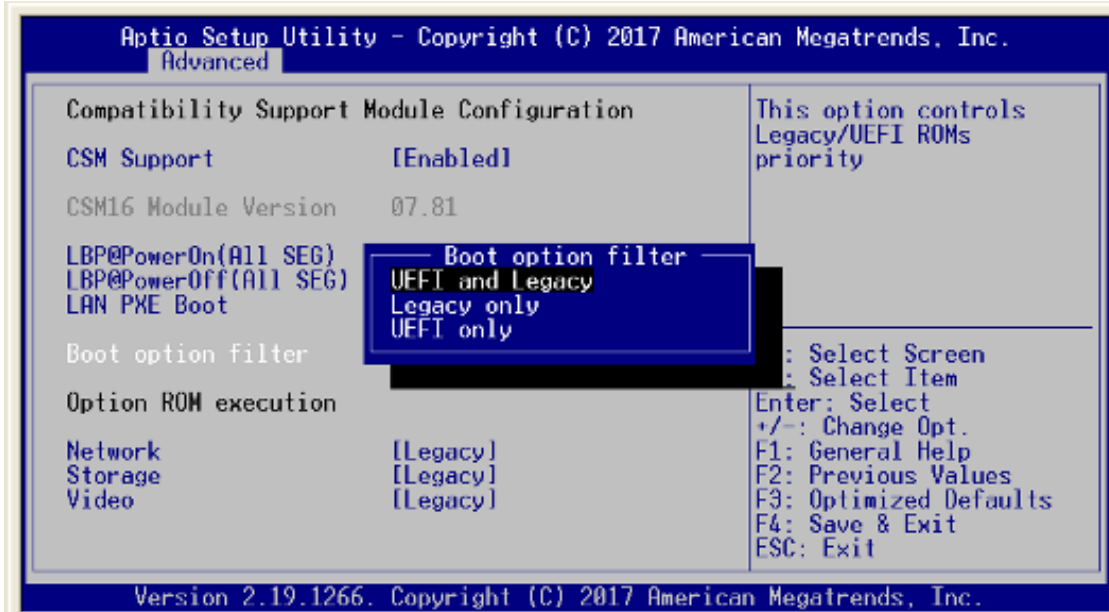 Aptio Setup Utility - Copyright (C) 2017 American Megatrends, Inc.
Advanced
Compatibility Support Module Configuration
CSM Support [Enabled]
CSM16 Module Version 07.81
LBP@PowerOn(All SEG)
LBP@PowerOff(All SEG)
LAN PXE Boot
Boot option filter
Option ROM execution
Network [Legacy]
Storage [Legacy]
Video [Legacy]
Boot option filter
UEFI and Legacy
Legacy only
UEFI only
This option controls
Legacy/UEFI ROMs
priority
: Select Screen
: Select Item
Enter: Select
+/-: Change Opt.
F1: General Help
F2: Previous Values
F3: Optimized Defaults
F4: Save & Exit
ESC: Exit
Version 2.19.1266. Copyright (C) 2017 American Megatrends, Inc.